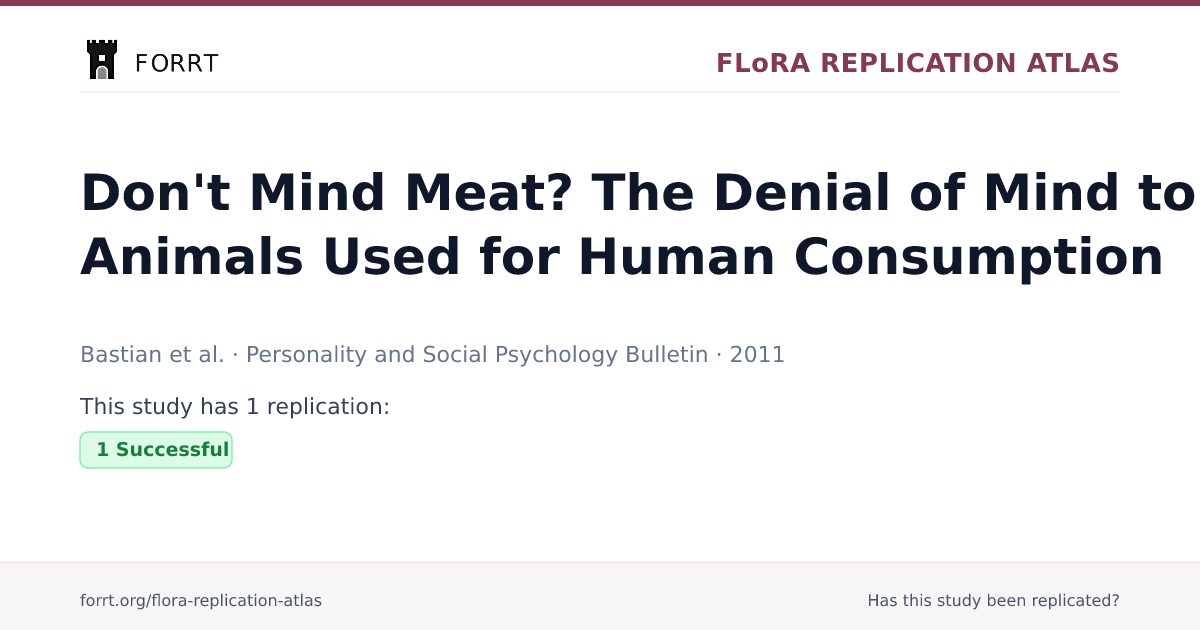 FORRT
FLoRA REPLICATION ATLAS
Don't Mind Meat? The Denial of Mind to
Animals Used for Human Consumption
Bastian et al. · Personality and Social Psychology Bulletin · 2011
This study has 1 replication:
1 Successful
forrt.org/flora-replication-atlas
Has this study been replicated?